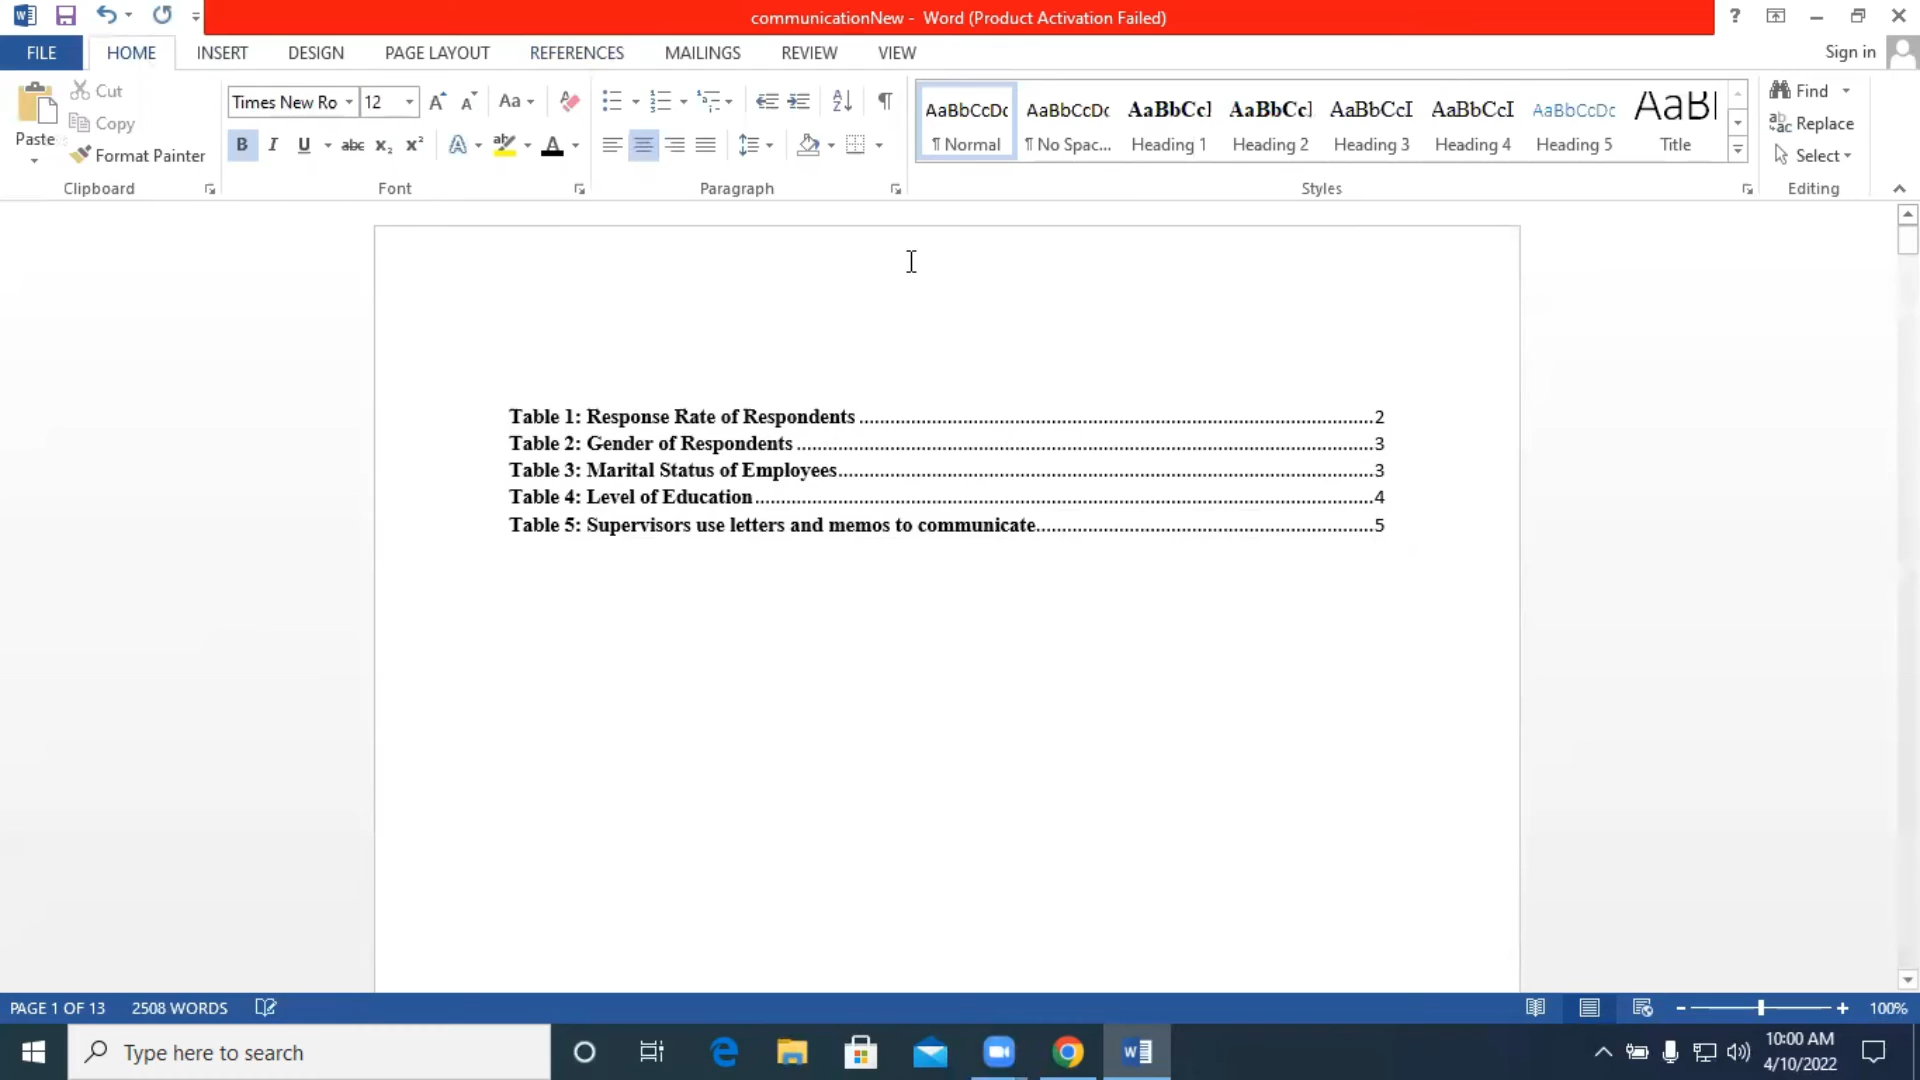 communicationNew - Word (Product Activation Failed)
FILE HOME INSERT DESIGN PAGE LAYOUT REFERENCES MAILINGS REVIEW VIEW Sign in
Paste Cut Copy Format Painter
Times New Ro 12
AaBbCcDc AaBbCcDc AaBbCcI AaBbCcI AaBbCcI AaBbCcI AaBbCcDc AaBl
¶ Normal ¶ No Spac... Heading 1 Heading 2 Heading 3 Heading 4 Heading 5 Title
Find Replace Select
Clipboard Font Paragraph Styles Editing
Table 1: Response Rate of Respondents ........ 2
Table 2: Gender of Respondents ........ 3
Table 3: Marital Status of Employees ........ 3
Table 4: Level of Education ........ 4
Table 5: Supervisors use letters and memos to communicate ........ 5
PAGE 1 OF 13 2508 WORDS 100%
Type here to search
10:00 AM
4/10/2022